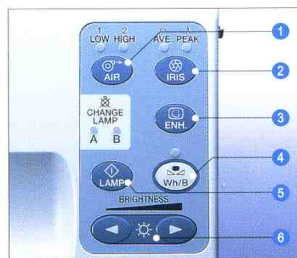 1 2
LOW HIGH
AVE. PEAK
AIR
IRIS
CHANGE
LAMP
A B
ENH.
LAMP
Wh/B
BRIGHTNESS
1
2
3
4
5
6